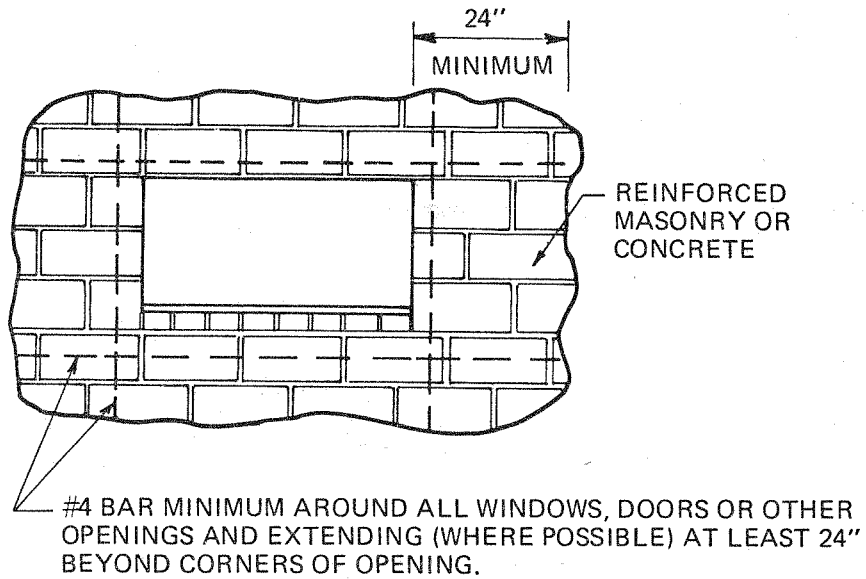 24"
MINIMUM
REINFORCED
MASONRY OR
CONCRETE
#4 BAR MINIMUM AROUND ALL WINDOWS, DOORS OR OTHER
OPENINGS AND EXTENDING (WHERE POSSIBLE) AT LEAST 24"
BEYOND CORNERS OF OPENING.